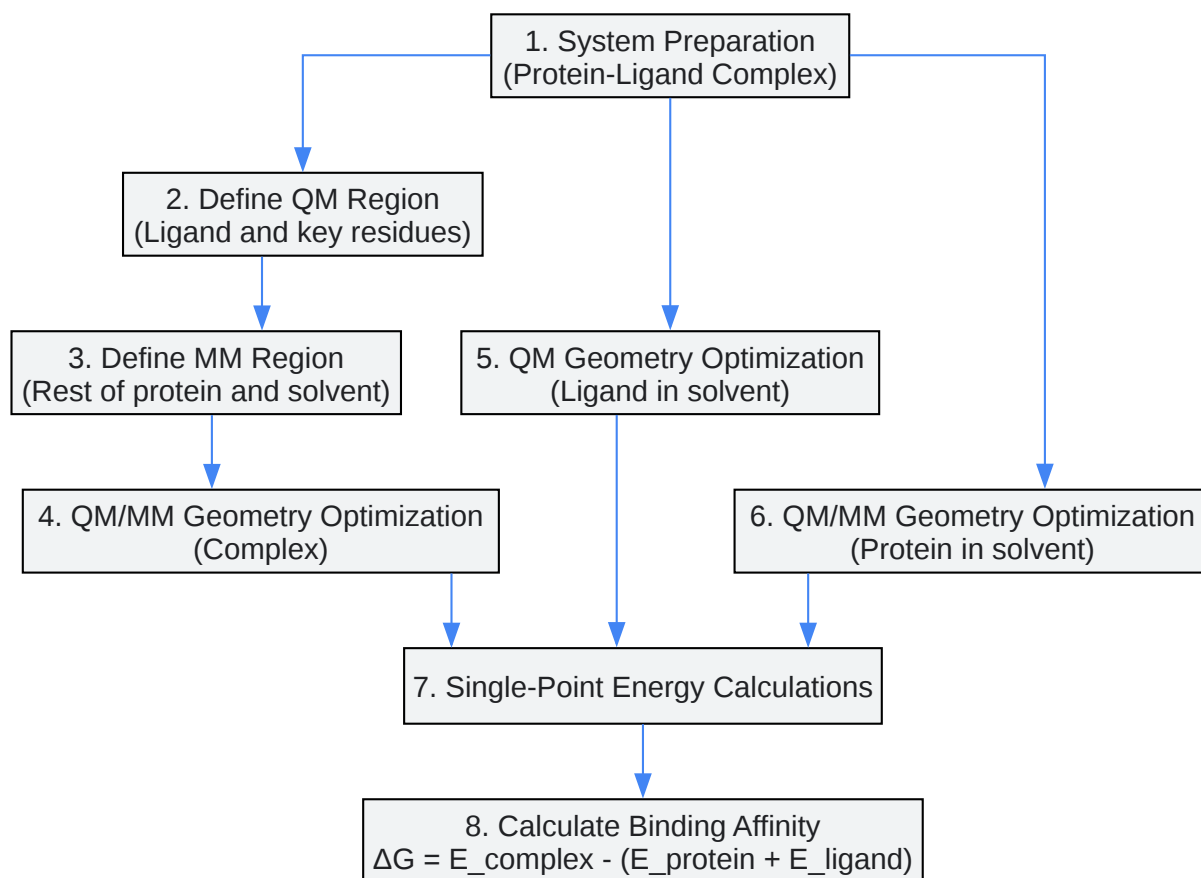 1. System Preparation
(Protein-Ligand Complex)
2. Define QM Region
(Ligand and key residues)
3. Define MM Region
(Rest of protein and solvent)
5. QM Geometry Optimization
(Ligand in solvent)
4. QM/MM Geometry Optimization
(Complex)
6. QM/MM Geometry Optimization
(Protein in solvent)
7. Single-Point Energy Calculations
8. Calculate Binding Affinity
ΔG = E_complex - (E_protein + E_ligand)